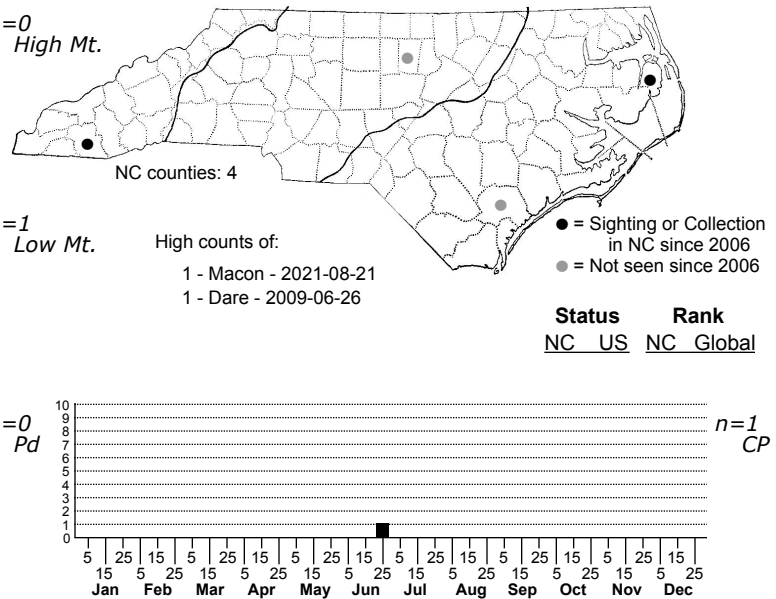 =0
High Mt.
NC counties: 4
=1
Low Mt.
High counts of:
1 - Macon - 2021-08-21
1 - Dare - 2009-06-26
● = Sighting or Collection
in NC since 2006
● = Not seen since 2006
Status Rank
NC US NC Global
=0
Pd
n=1
CP
10
9
8
7
6
5
4
3
2
1
0
5 25 15 5 25 15 5 25 15 5 25 15 5 25 15 5 25 15
15 5 25 15 5 25 15 5 25 15 5 25 15 5 25 15 5 25
Jan Feb Mar Apr May Jun Jul Aug Sep Oct Nov Dec